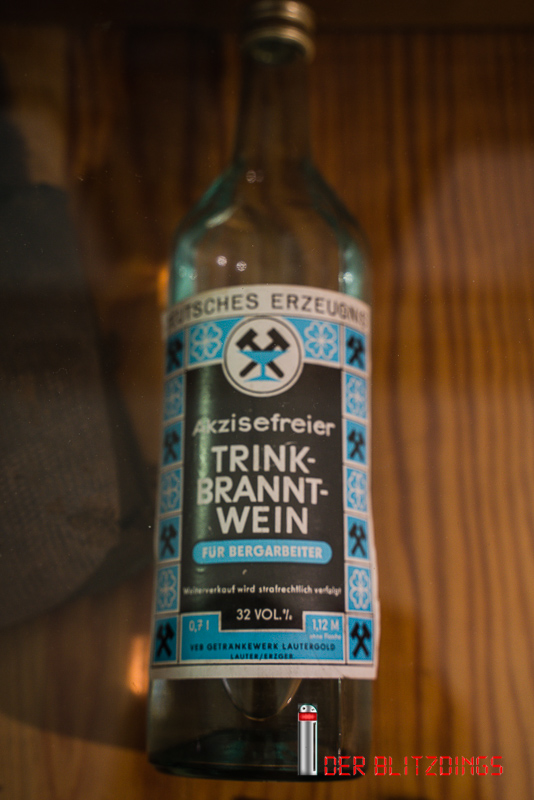 DEUTSCHES ERZEUGNIS
Akzisefreier
TRINK-
BRANNT-
WEIN
FÜR BERGARBEITER
Weiterverkauf wird strafrechtlich verfolgt
32 VOL.%
0,7 l
1,12 M
ohne Flasche
VEB GETRÄNKEWERK LAUTERGOLD
LAUTER/ERZGEB.
DER BLITZDINGS